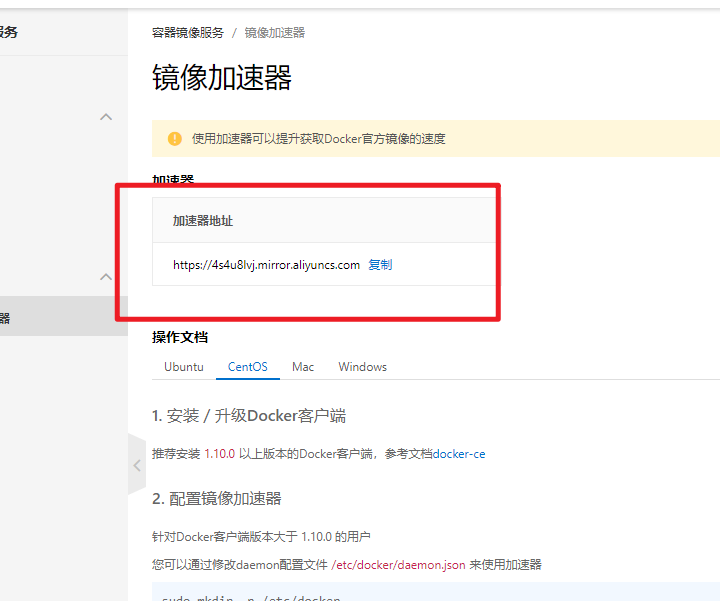 服务
容器镜像服务 / 镜像加速器
镜像加速器
使用加速器可以提升获取Docker官方镜像的速度
加速器
加速器地址
https://4s4u8lvj.mirror.aliyuncs.com 复制
器
操作文档
Ubuntu CentOS Mac Windows
1. 安装 / 升级Docker客户端
推荐安装 1.10.0 以上版本的Docker客户端，参考文档docker-ce
2. 配置镜像加速器
针对Docker客户端版本大于 1.10.0 的用户
您可以通过修改daemon配置文件 /etc/docker/daemon.json 来使用加速器
sudo mkdir -p /etc/docker